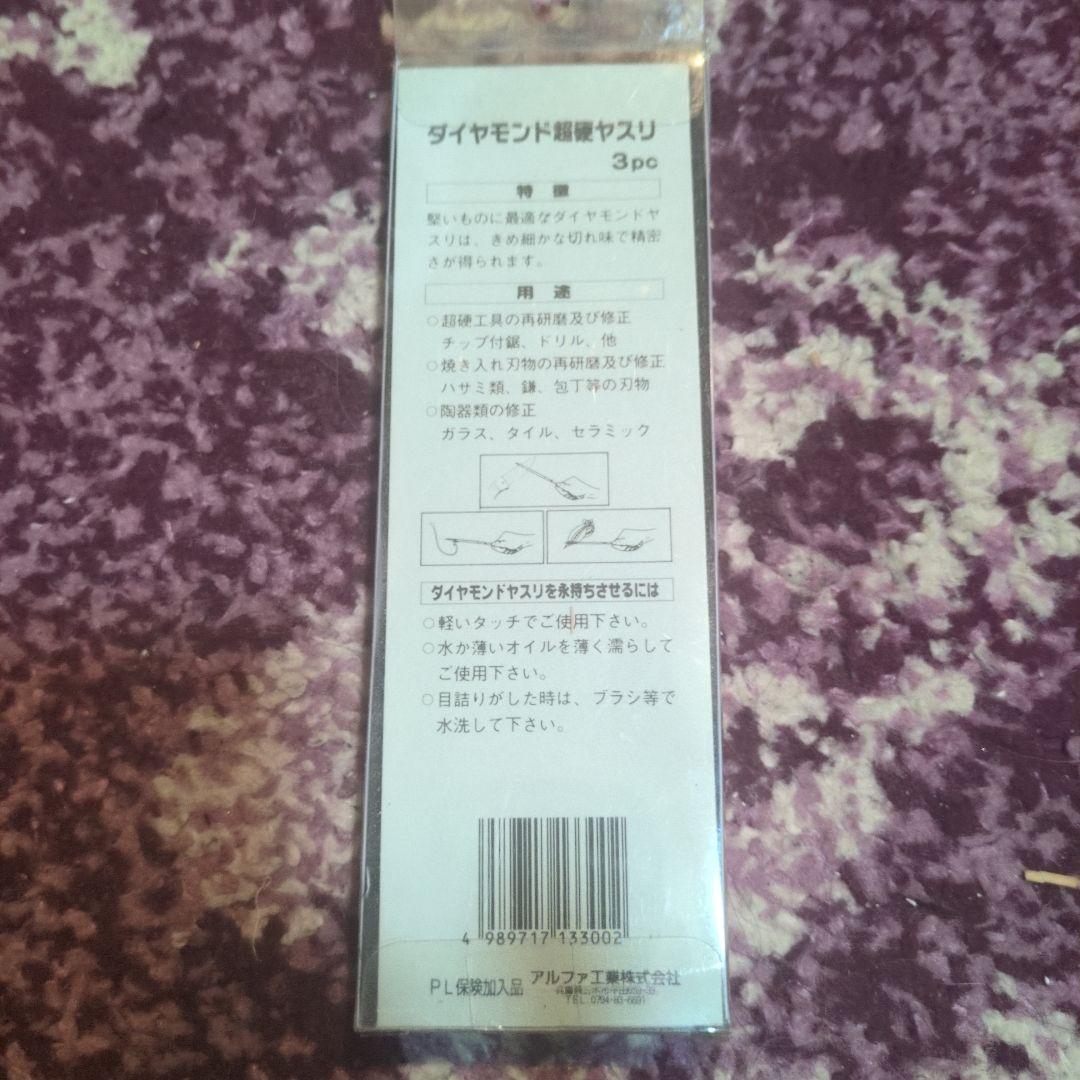 ダイヤモンド超硬ヤスリ
3pc
特 徴
堅いものに最適なダイヤモンドヤ
スリは、きめ細かな切れ味で精密
さが得られます。
用 途
○超硬工具の再研磨及び修正
チップ付鋸、ドリル、他
○焼き入れ刃物の再研磨及び修正
ハサミ類、鎌、包丁等の刃物
○陶器類の修正
ガラス、タイル、セラミック
ダイヤモンドヤスリを永持ちさせるには
○軽いタッチでご使用下さい。
○水か薄いオイルを薄く濡らして
ご使用下さい。
○目詰りがした時は、ブラシ等で
水洗して下さい。
4 989717 133002
PL保険加入品 アルファ工業株式会社
TEL 0794-83-6691